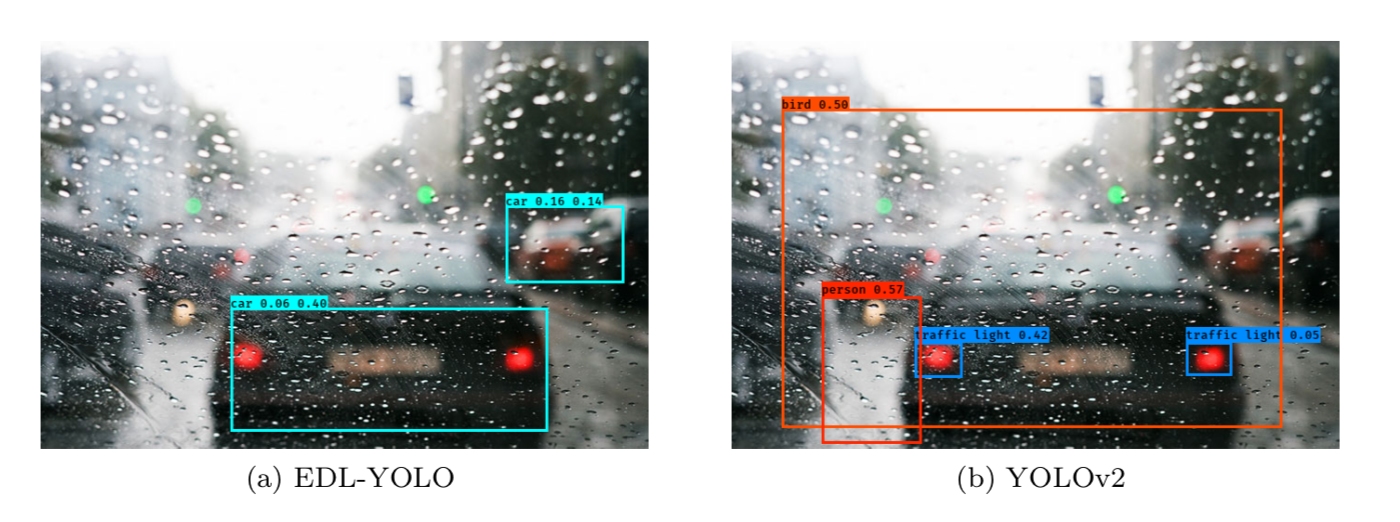 car 0.16 0.14
car 0.06 0.40
(a) EDL-YOLO
bird 0.50
person 0.57
traffic light 0.42
traffic light 0.05
(b) YOLOv2